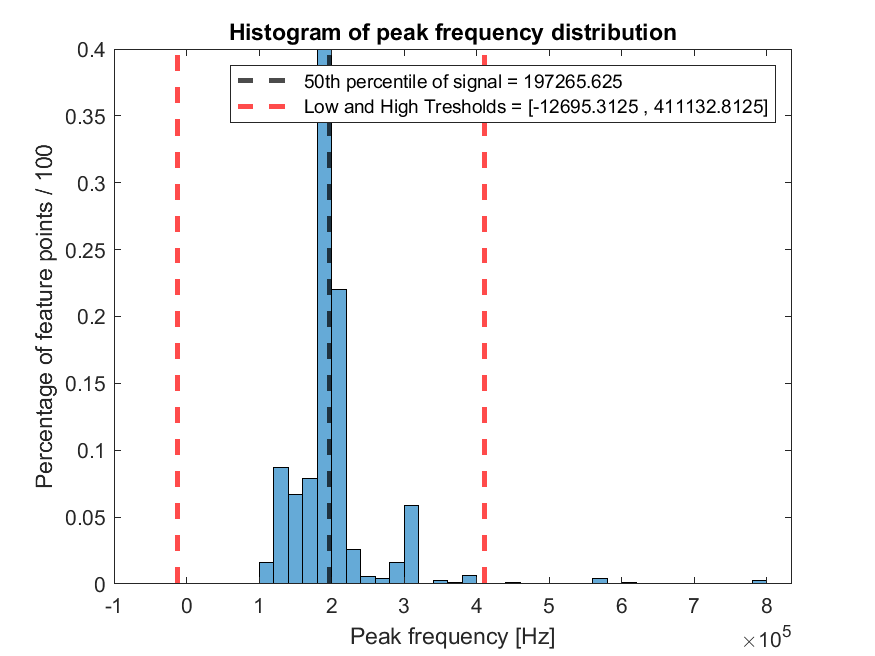 Histogram of peak frequency distribution
50th percentile of signal = 197265.625
Low and High Tresholds = [-12695.3125 , 411132.8125]
Percentage of feature points / 100
0.4
0.35
0.3
0.25
0.2
0.15
0.1
0.05
0
-1 0 1 2 3 4 5 6 7 8
Peak frequency [Hz]
×10⁵